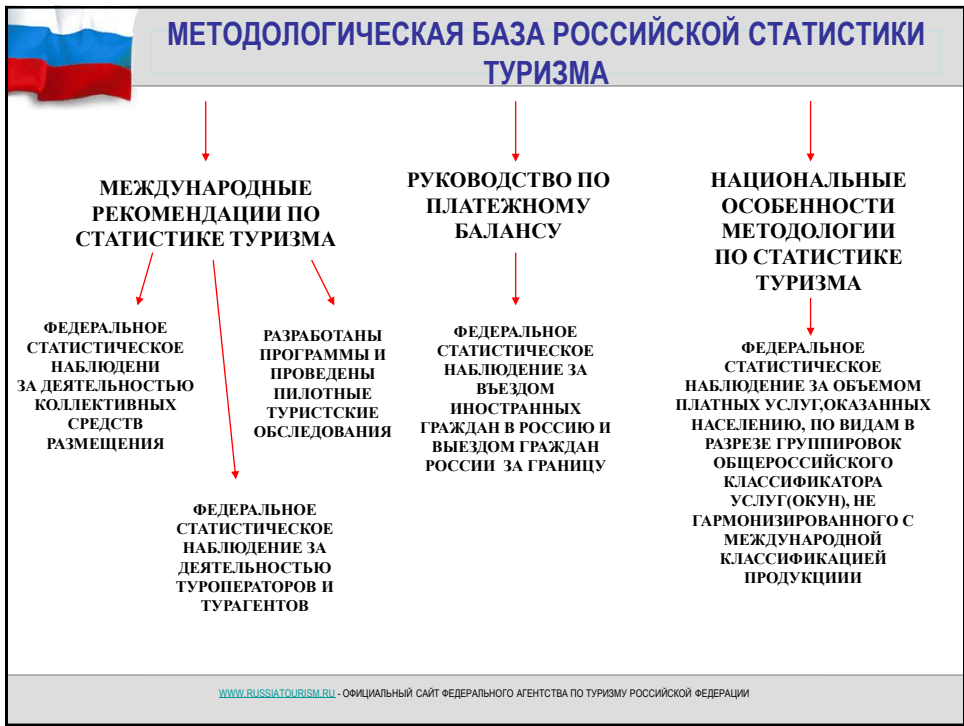 МЕТОДОЛОГИЧЕСКАЯ БАЗА РОССИЙСКОЙ СТАТИСТИКИ
ТУРИЗМА
МЕЖДУНАРОДНЫЕ
РЕКОМЕНДАЦИИ ПО
СТАТИСТИКЕ ТУРИЗМА
РУКОВОДСТВО ПО
ПЛАТЕЖНОМУ
БАЛАНСУ
НАЦИОНАЛЬНЫЕ
ОСОБЕННОСТИ
МЕТОДОЛОГИИ
ПО СТАТИСТИКЕ
ТУРИЗМА
ФЕДЕРАЛЬНОЕ
СТАТИСТИЧЕСКОЕ
НАБЛЮДЕНИ
ЗА ДЕЯТЕЛЬНОСТЬЮ
КОЛЛЕКТИВНЫХ
СРЕДСТВ
РАЗМЕЩЕНИЯ
РАЗРАБОТАНЫ
ПРОГРАММЫ И
ПРОВЕДЕНЫ
ПИЛОТНЫЕ
ТУРИСТСКИЕ
ОБСЛЕДОВАНИЯ
ФЕДЕРАЛЬНОЕ
СТАТИСТИЧЕСКОЕ
НАБЛЮДЕНИЕ ЗА
ДЕЯТЕЛЬНОСТЬЮ
ТУРОПЕРАТОРОВ И
ТУРАГЕНТОВ
ФЕДЕРАЛЬНОЕ
СТАТИСТИЧЕСКОЕ
НАБЛЮДЕНИЕ ЗА
ВЪЕЗДОМ
ИНОСТРАННЫХ
ГРАЖДАН В РОССИЮ И
ВЫЕЗДОМ ГРАЖДАН
РОССИИ ЗА ГРАНИЦУ
ФЕДЕРАЛЬНОЕ
СТАТИСТИЧЕСКОЕ
НАБЛЮДЕНИЕ ЗА ОБЪЕМОМ
ПЛАТНЫХ УСЛУГ,ОКАЗАННЫХ
НАСЕЛЕНИЮ, ПО ВИДАМ В
РАЗРЕЗЕ ГРУППИРОВОК
ОБЩЕРОССИЙСКОГО
КЛАССИФИКАТОРА
УСЛУГ(ОКУН), НЕ
ГАРМОНИЗИРОВАННОГО С
МЕЖДУНАРОДНОЙ
КЛАССИФИКАЦИЕЙ
ПРОДУКЦИИИ
WWW.RUSSIATOURISM.RU - ОФИЦИАЛЬНЫЙ САЙТ ФЕДЕРАЛЬНОГО АГЕНТСТВА ПО ТУРИЗМУ РОССИЙСКОЙ ФЕДЕРАЦИИ